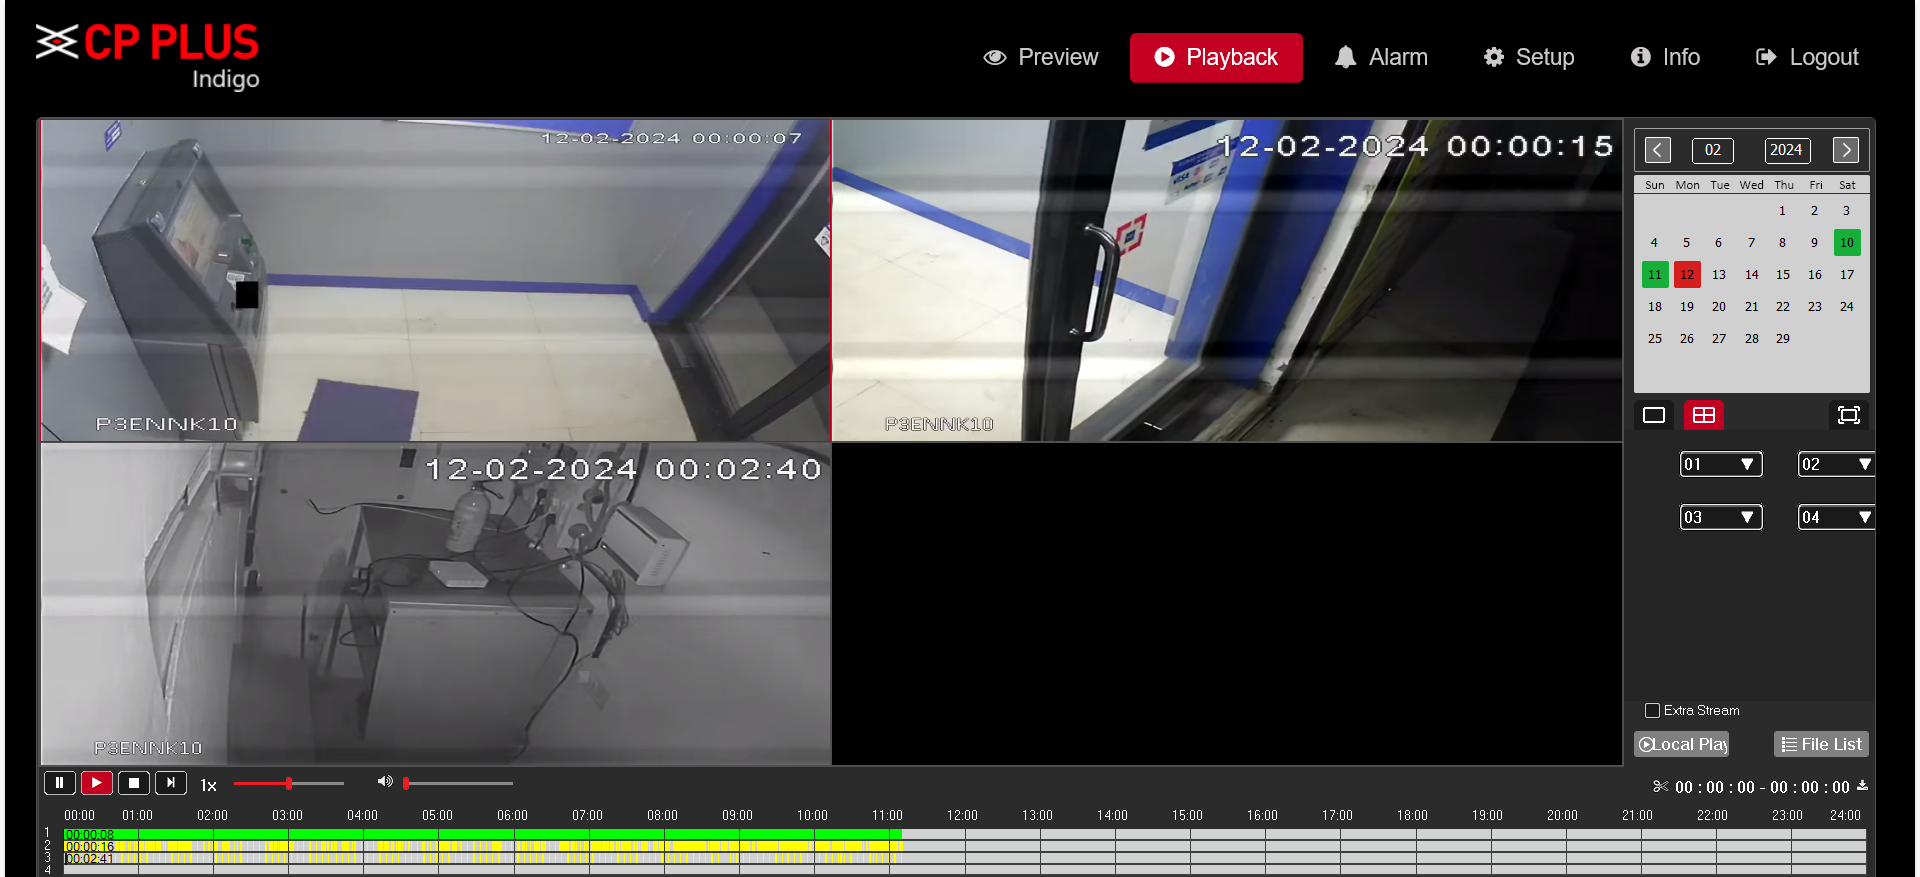 CP PLUS
Indigo
Preview
Playback
Alarm
Setup
Info
Logout
12-02-2024 00:00:07
P3ENNK10
12-02-2024 00:00:15
VISA
P3ENNK10
12-02-2024 00:02:40
P3ENNK10
02 2024
Sun Mon Tue Wed Thu Fri Sat
1 2 3
4 5 6 7 8 9 10
11 12 13 14 15 16 17
18 19 20 21 22 23 24
25 26 27 28 29
01 02
03 04
Extra Stream
Local Play
File List
1x
00 : 00 : 00 - 00 : 00 : 00
00:00 01:00 02:00 03:00 04:00 05:00 06:00 07:00 08:00 09:00 10:00 11:00 12:00 13:00 14:00 15:00 16:00 17:00 18:00 19:00 20:00 21:00 22:00 23:00 24:00
1 00:00:08
2 00:00:16
3 00:02:41
4